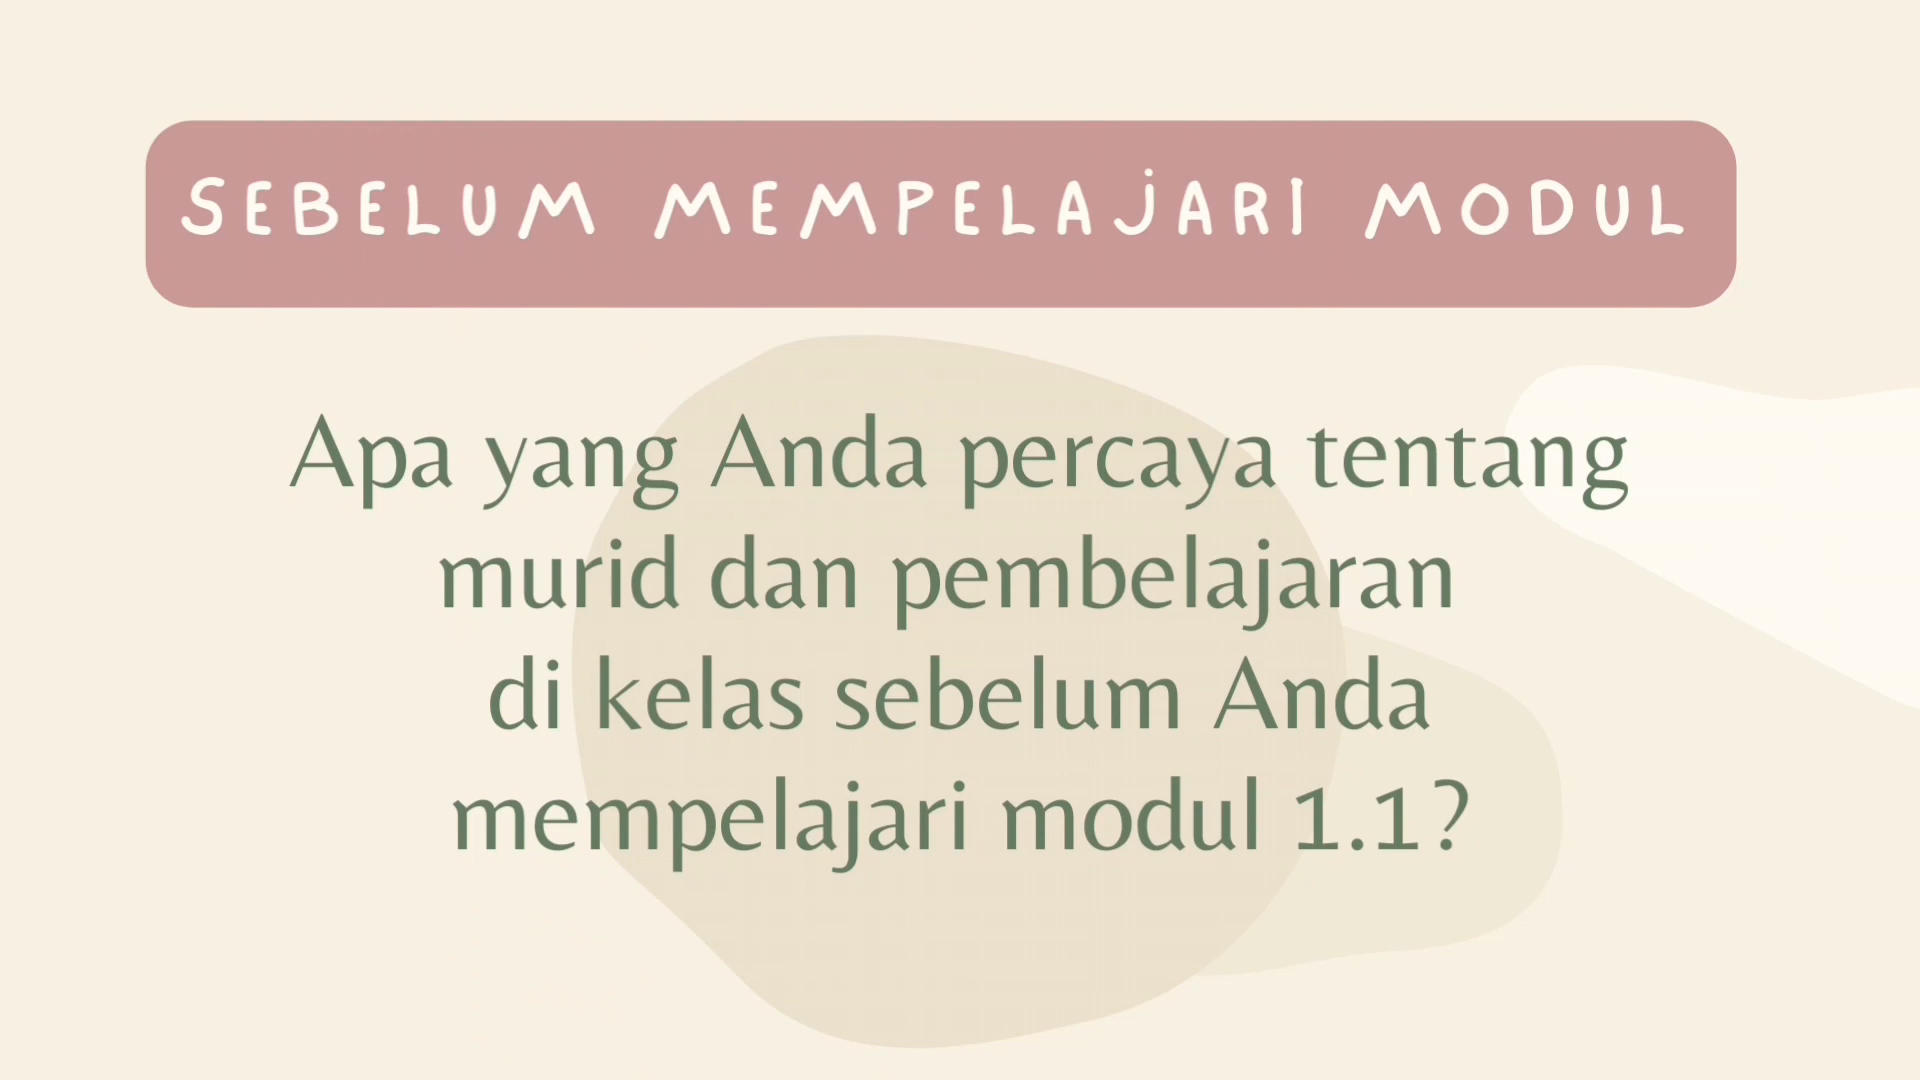 SEBELUM MEMPELAJARI MODUL
Apa yang Anda percaya tentang
murid dan pembelajaran
di kelas sebelum Anda
mempelajari modul 1.1?